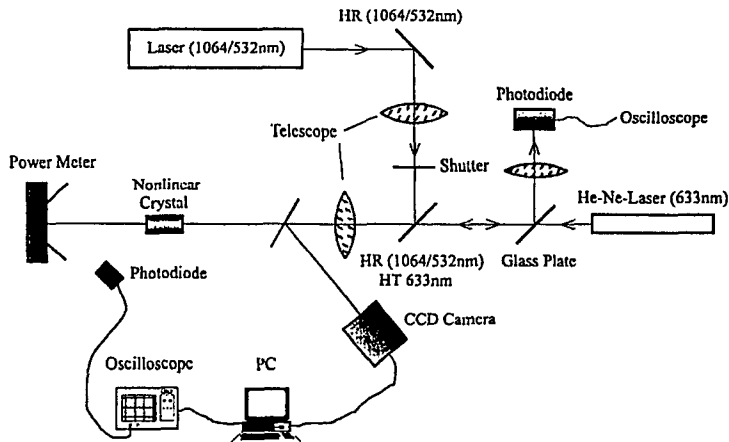 HR (1064/532nm)
Laser (1064/532nm)
Photodiode
Oscilloscope
Telescope
Shutter
Power Meter
Nonlinear
Crystal
He-Ne-Laser (633nm)
HR (1064/532nm)
HT 633nm
Glass Plate
Photodiode
CCD Camera
Oscilloscope
PC